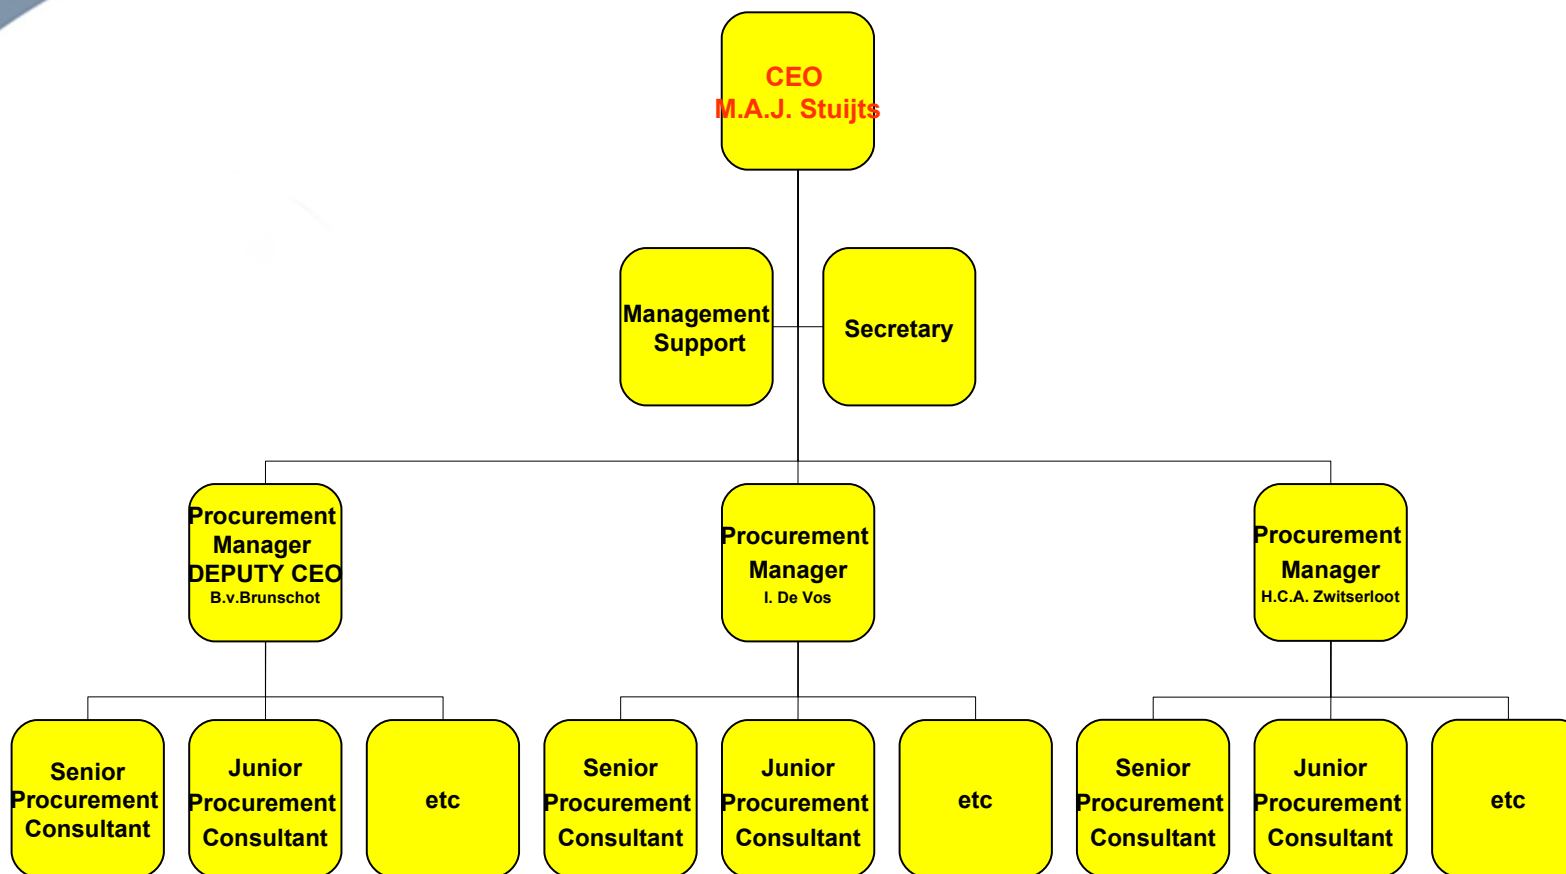 CEO
M.A.J. Stuijts
Management
Support
Secretary
Procurement
Manager
DEPUTY CEO
B.v.Brunschot
Procurement
Manager
I. De Vos
Procurement
Manager
H.C.A. Zwitserloot
Senior
Procurement
Consultant
Junior
Procurement
Consultant
etc
Senior
Procurement
Consultant
Junior
Procurement
Consultant
etc
Senior
Procurement
Consultant
Junior
Procurement
Consultant
etc